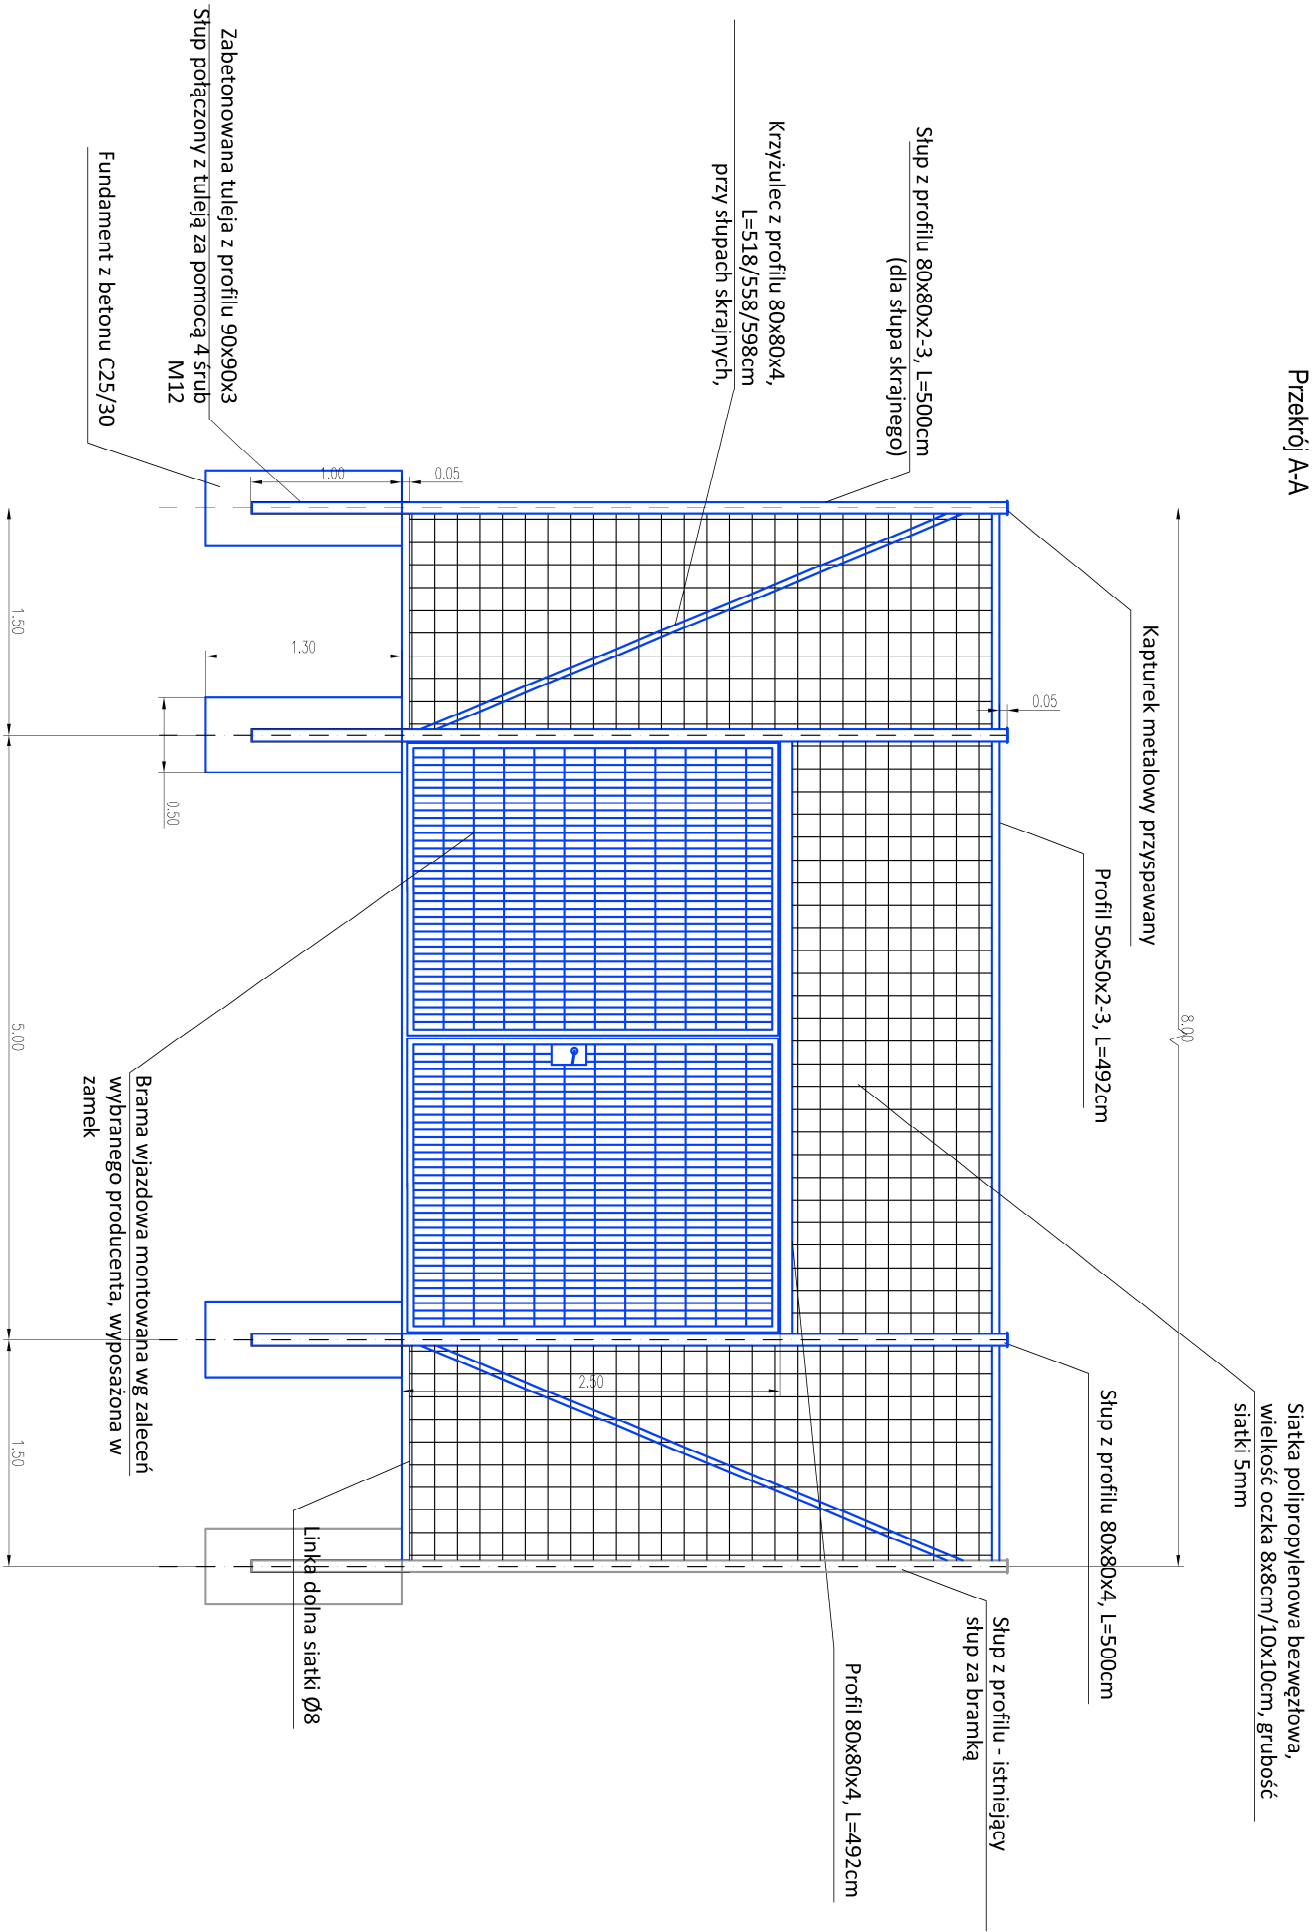 Przekrój A-A
Siatka polipropylenowa bezwęzłowa,
wielkość oczka 8x8cm/10x10cm, grubość
siatki 5mm
8.00
Kapturek metalowy przyspawany
Profil 50x50x2-3, L=492cm
Słup z profilu 80x80x4, L=500cm
0.05
Słup z profilu - istniejący
słup za bramką
Słup z profilu 80x80x2-3, L=500cm
(dla słupa skrajnego)
Profil 80x80x4, L=492cm
Krzyżulec z profilu 80x80x4,
L=518/558/598cm
przy słupach skrajnych,
2.50
0.05
1.00
1.30
Linka dolna siatki Ø8
Zabetonowana tuleja z profilu 90x90x3
Słup połączony z tuleją za pomocą 4 śrub
M12
0.50
Brama wjazdowa montowana wg zaleceń
wybranego producenta, wyposażona w
zamek
Fundament z betonu C25/30
1.50
5.00
1.50